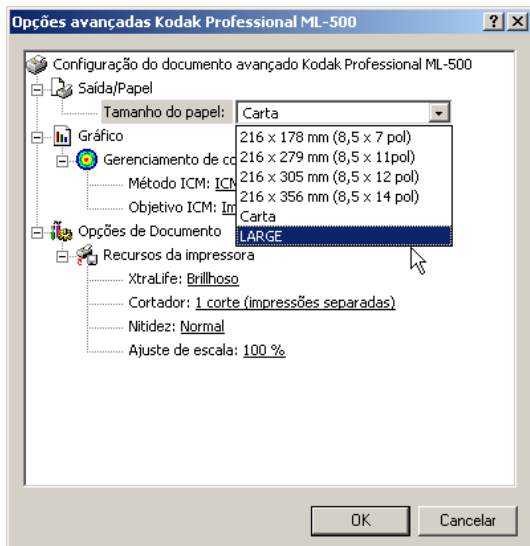 Opções avançadas Kodak Professional ML-500
Configuração do documento avançado Kodak Professional ML-500
Saída/Papel
Tamanho do papel: Carta
216 x 178 mm (8,5 x 7 pol)
216 x 279 mm (8,5 x 11pol)
216 x 305 mm (8,5 x 12 pol)
216 x 356 mm (8,5 x 14 pol)
Carta
LARGE
Gráfico
Gerenciamento de co
Método ICM: ICM
Objetivo ICM: Im
Opções de Documento
Recursos da impressora
XtraLife: Brillhoso
Cortador: 1 corte (impressões separadas)
Nitidez: Normal
Ajuste de escala: 100 %
OK Cancelar